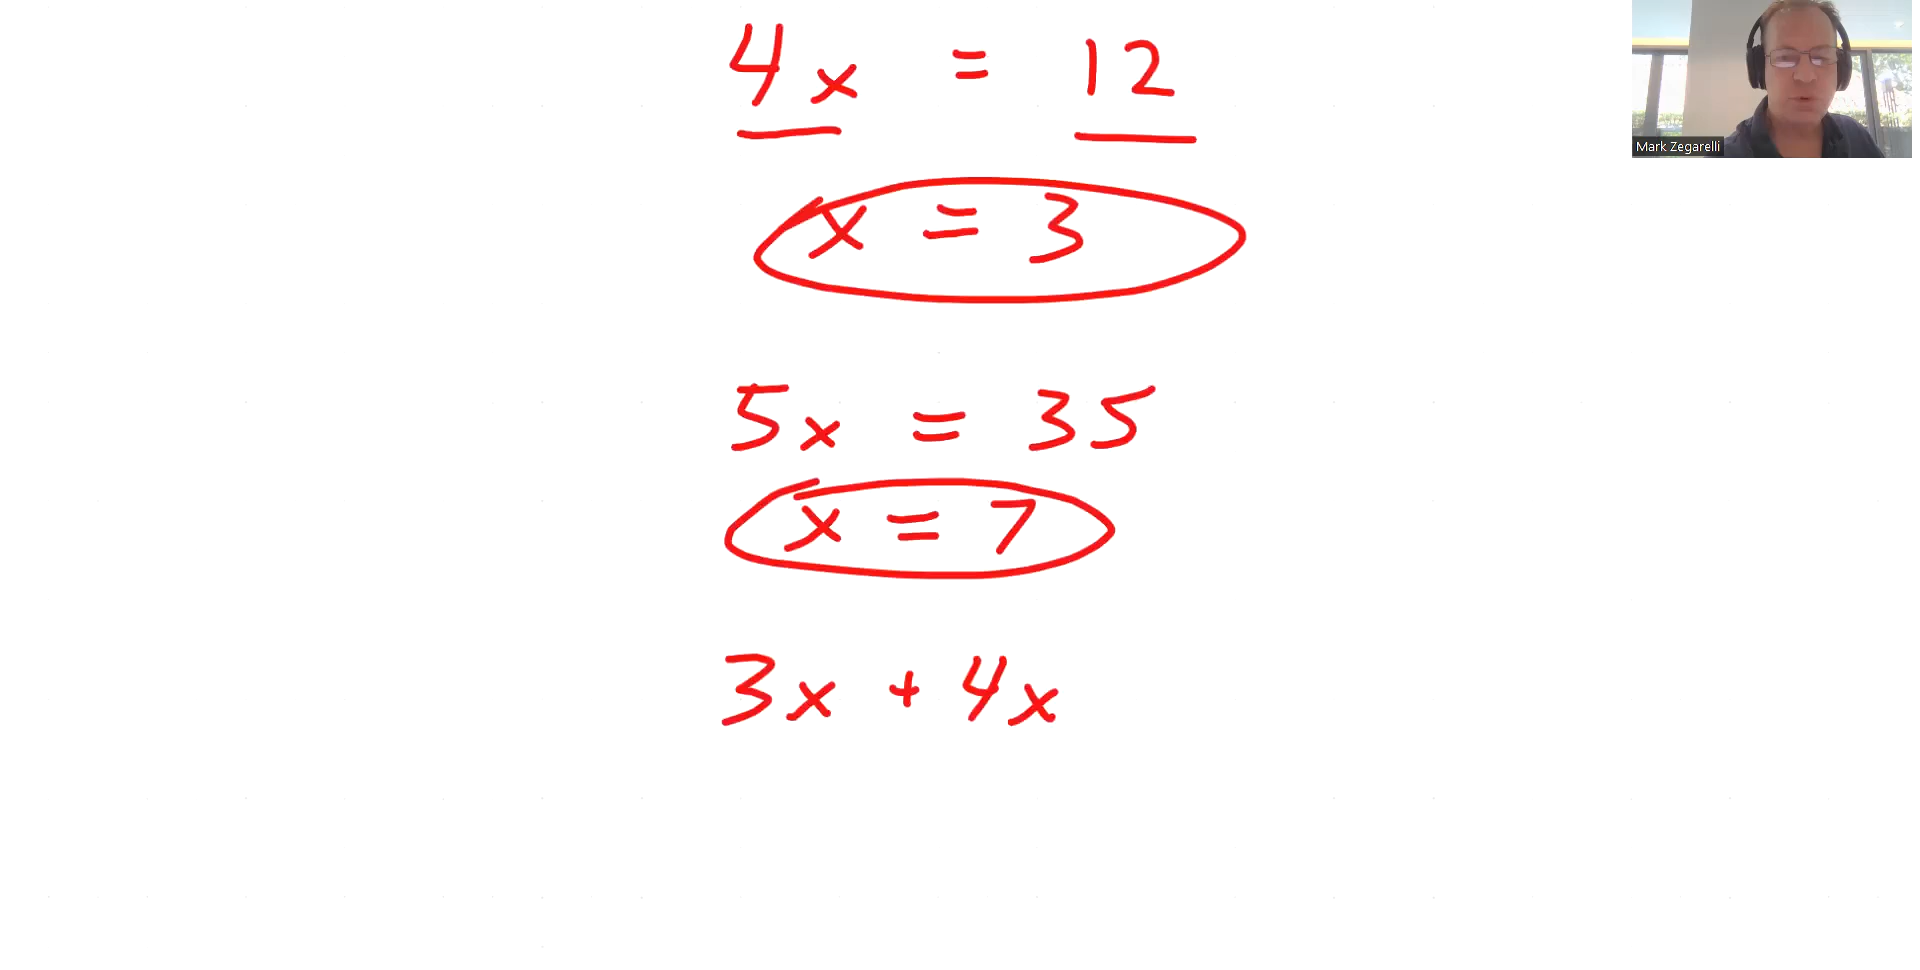 4x = 12
x = 3
5x = 35
x = 7
3x + 4x
Mark Zegarelli